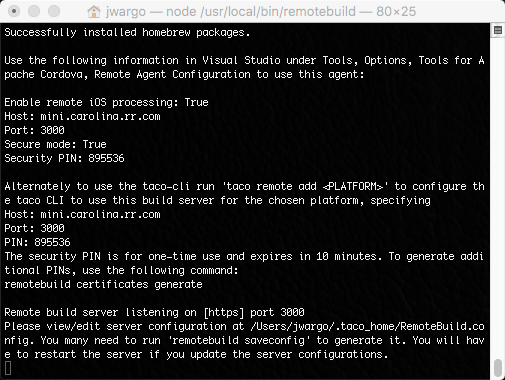 jwargo — node /usr/local/bin/remotebuild — 80×25
Successfully installed homebrew packages.
Use the following information in Visual Studio under Tools, Options, Tools for A
pache Cordova, Remote Agent Configuration to use this agent:
Enable remote iOS processing: True
Host: mini.carolina.rr.com
Port: 3000
Secure mode: True
Security PIN: 895536
Alternately to use the taco-cli run 'taco remote add <PLATFORM>' to configure th
e taco CLI to use this build server for the chosen platform, specifying
Host: mini.carolina.rr.com
Port: 3000
PIN: 895536
The security PIN is for one-time use and expires in 10 minutes. To generate addi
tional PINs, use the following command:
remotebuild certificates generate
Remote build server listening on [https] port 3000
Please view/edit server configuration at /Users/jwargo/.taco_home/RemoteBuild.co
nfig. You many need to run 'remotebuild saveconfig' to generate it. You will hav
e to restart the server if you update the server configurations.